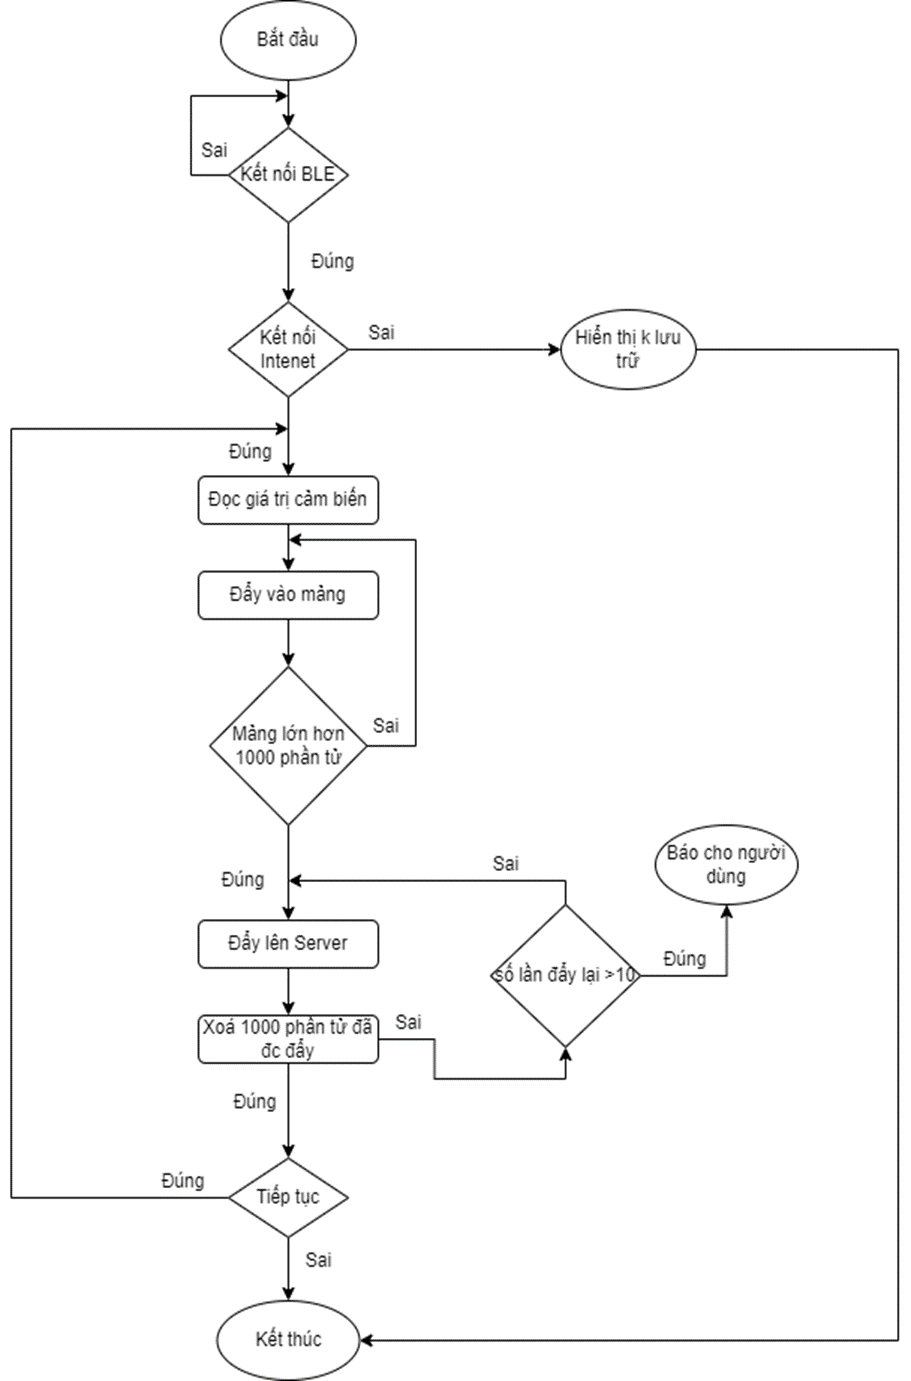 Bắt đầu
Sai
Kết nối BLE
Đúng
Kết nối
Intenet
Sai
Hiển thị k lưu
trữ
Đúng
Đọc giá trị cảm biến
Đẩy vào mảng
Mảng lớn hơn
1000 phần tử
Sai
Đúng
Sai
Báo cho người
dùng
Đẩy lên Server
số lần đẩy lại >10
Đúng
Xoá 1000 phần tử đã
đc đẩy
Sai
Đúng
Đúng
Tiếp tục
Sai
Kết thúc